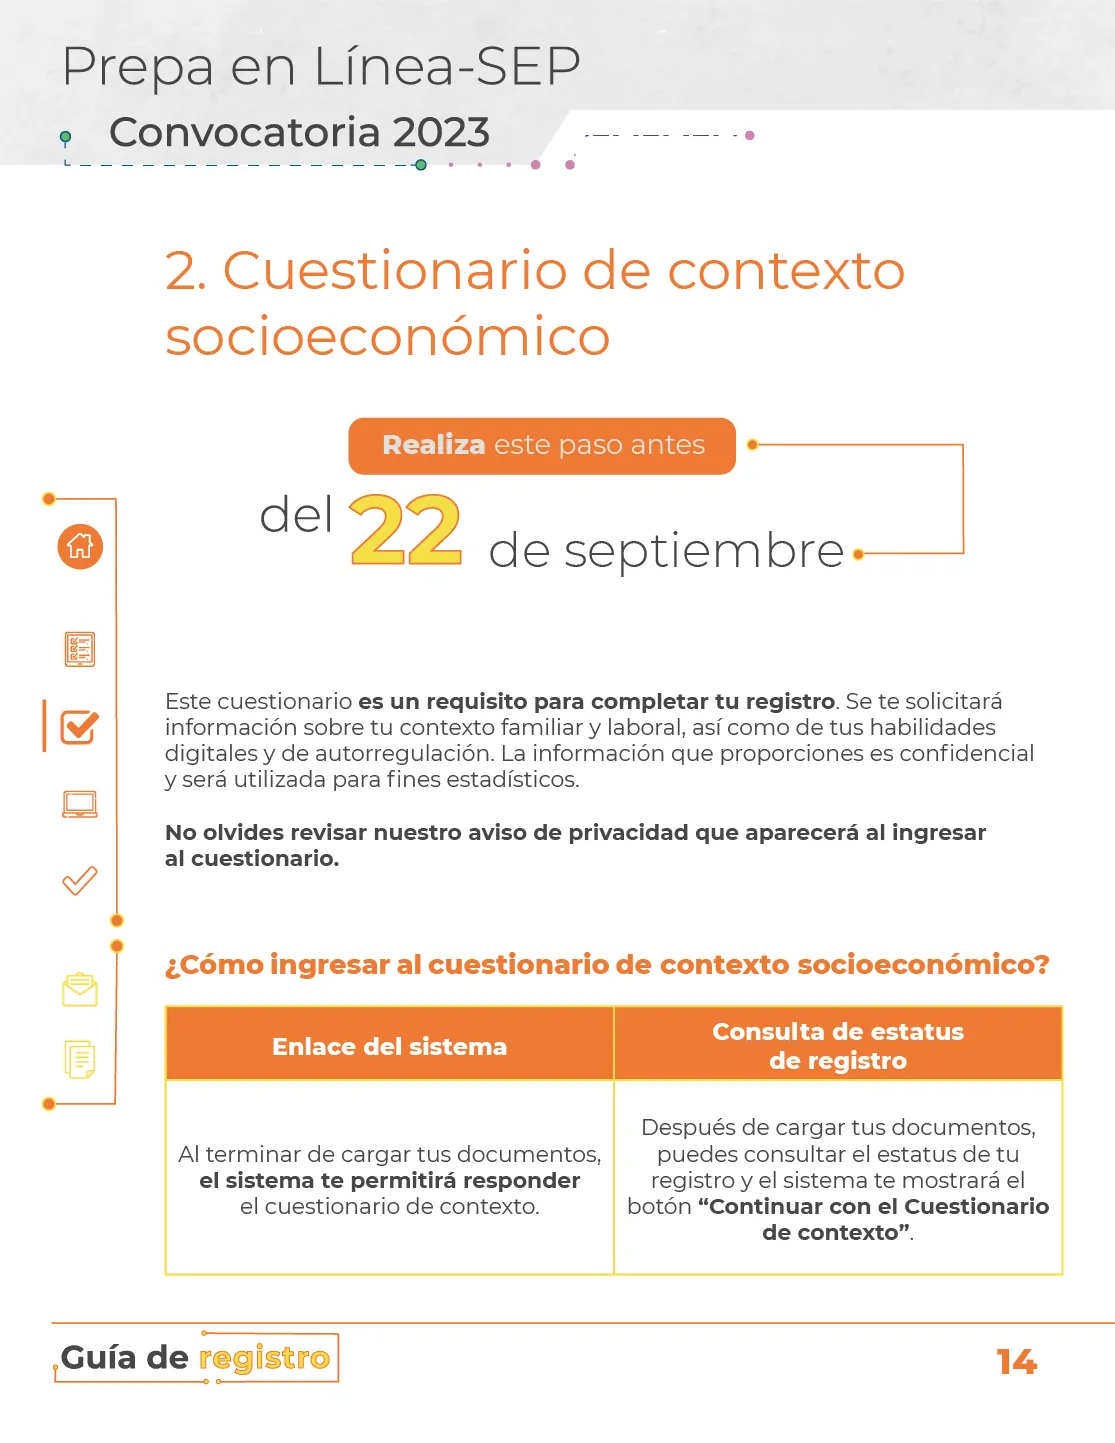 Prepa en Línea-SEP
Convocatoria 2023
2. Cuestionario de contexto
socioeconómico
Realiza este paso antes
del 22 de septiembre
Este cuestionario es un requisito para completar tu registro. Se te solicitará
información sobre tu contexto familiar y laboral, así como de tus habilidades
digitales y de autorregulación. La información que proporciones es confidencial
y será utilizada para fines estadísticos.
No olvides revisar nuestro aviso de privacidad que aparecerá al ingresar
al cuestionario.
¿Cómo ingresar al cuestionario de contexto socioeconómico?
Enlace del sistema
Consulta de estatus
de registro
Al terminar de cargar tus documentos,
el sistema te permitirá responder
el cuestionario de contexto.
Después de cargar tus documentos,
puedes consultar el estatus de tu
registro y el sistema te mostrará el
botón “Continuar con el Cuestionario
de contexto”.
Guía de registro
14